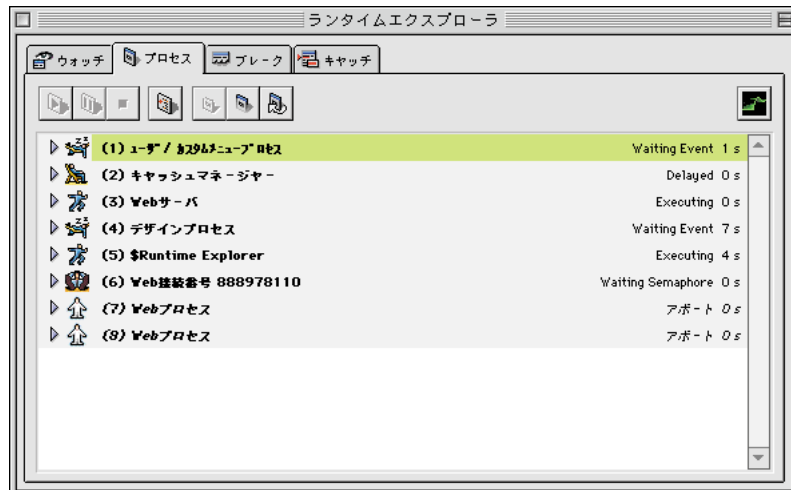 ランタイムエクスプローラ
ウォッチ プロセス ブレーク キャッチ
(1) ユーザ / カスタムメニュープロセス Waiting Event 1 s
(2) キャッシュマネージャー Delayed 0 s
(3) Webサーバ Executing 0 s
(4) デザインプロセス Waiting Event 7 s
(5) $Runtime Explorer Executing 4 s
(6) Web接続番号 888978110 Waiting Semaphore 0 s
(7) Webプロセス アボート 0 s
(8) Webプロセス アボート 0 s